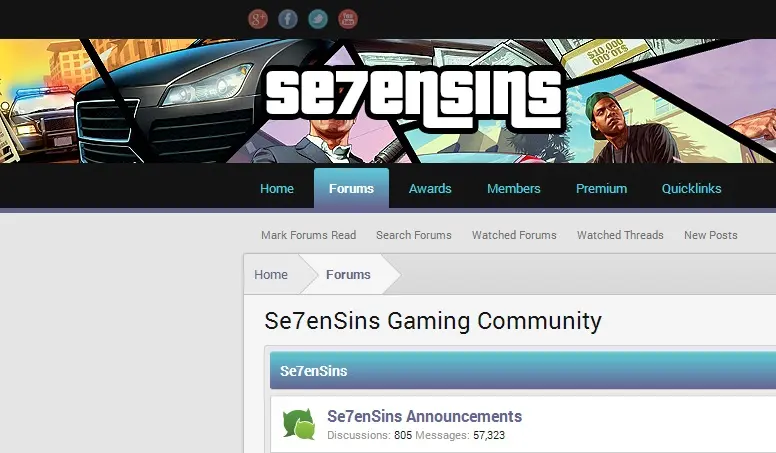 $10,000
se7ensins
Home Forums Awards Members Premium Quicklinks
Mark Forums Read Search Forums Watched Forums Watched Threads New Posts
Home Forums
Se7enSins Gaming Community
Se7enSins
Se7enSins Announcements
Discussions: 805 Messages: 57,323